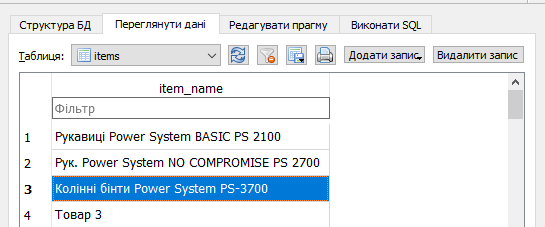 Структура БД Переглянути дані Редагувати прагму Виконати SQL
Таблиця: items Додати запис Видалити запис
item_name
Фільтр
1 Рукавиці Power System BASIC PS 2100
2 Рук. Power System NO COMPROMISE PS 2700
3 Колінні бінти Power System PS-3700
4 Товар 3